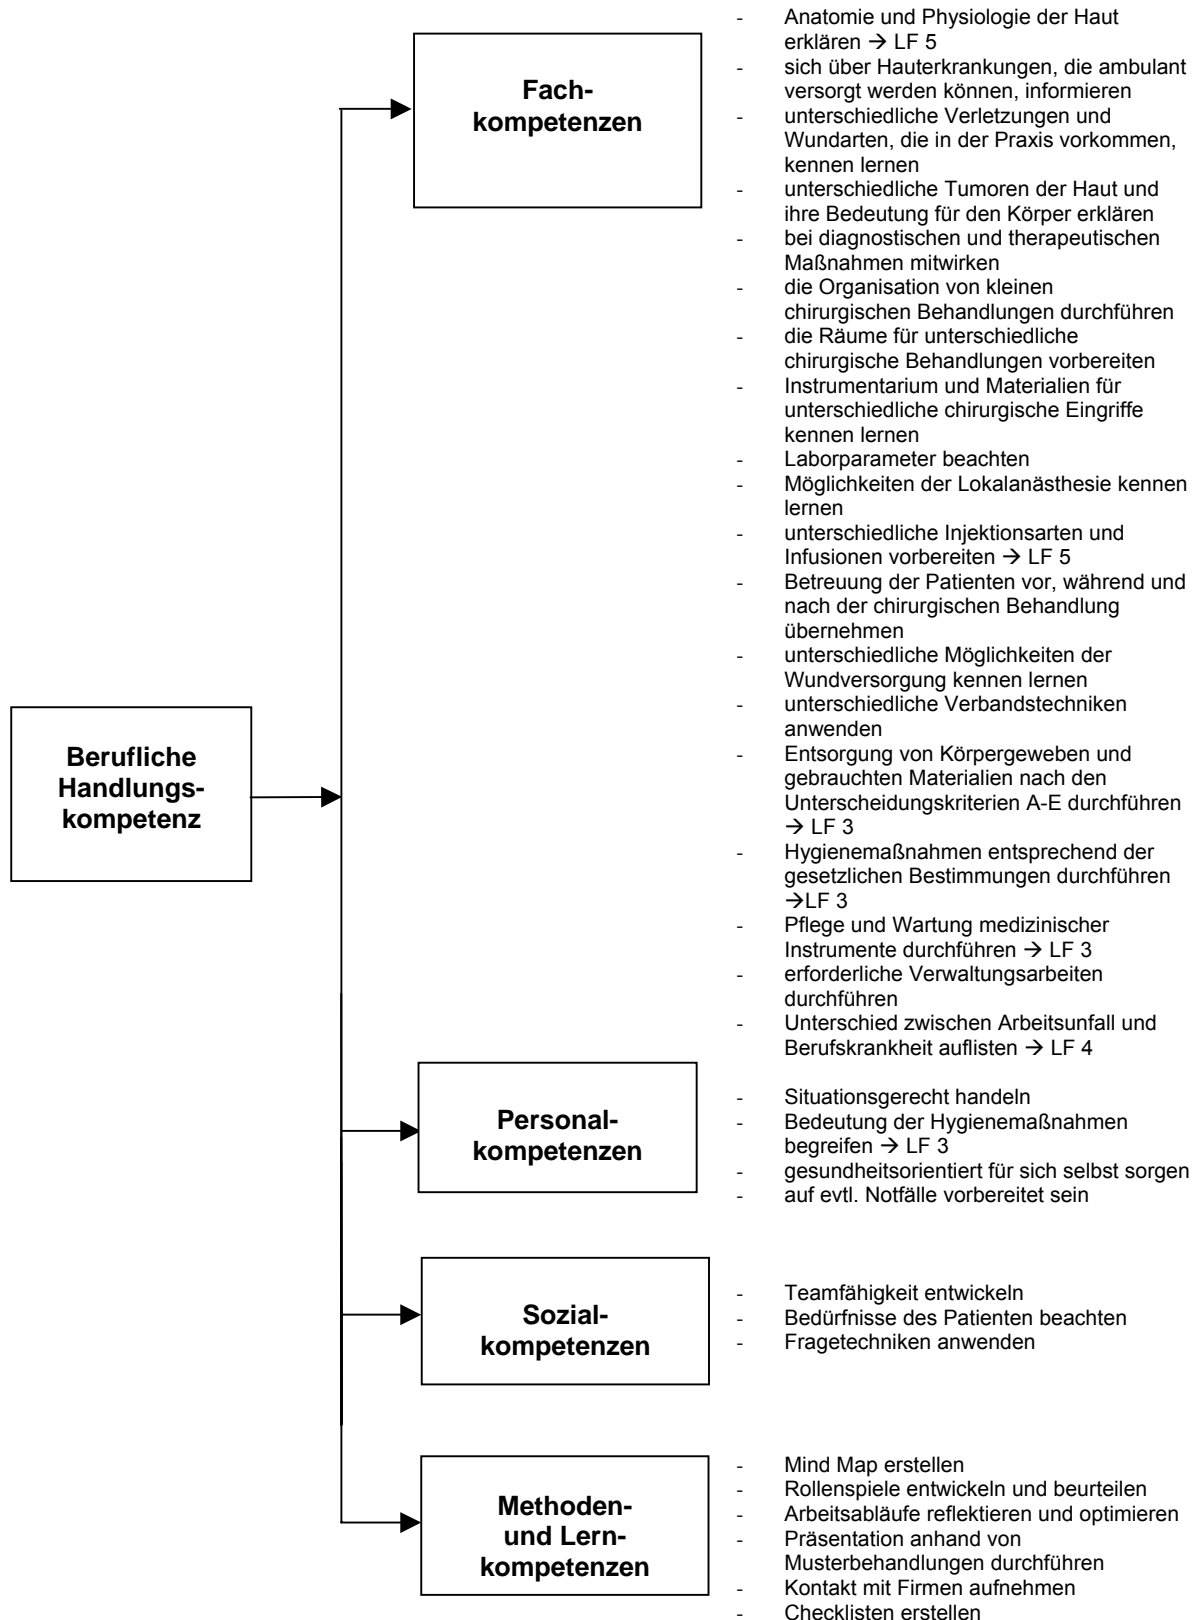 Berufliche
Handlungs-
kompetenz
Fach-
kompetenzen
- Anatomie und Physiologie der Haut
erklären → LF 5
- sich über Hauterkrankungen, die ambulant
versorgt werden können, informieren
- unterschiedliche Verletzungen und
Wundarten, die in der Praxis vorkommen,
kennen lernen
- unterschiedliche Tumoren der Haut und
ihre Bedeutung für den Körper erklären
- bei diagnostischen und therapeutischen
Maßnahmen mitwirken
- die Organisation von kleinen
chirurgischen Behandlungen durchführen
- die Räume für unterschiedliche
chirurgische Behandlungen vorbereiten
- Instrumentarium und Materialien für
unterschiedliche chirurgische Eingriffe
kennen lernen
- Laborparameter beachten
- Möglichkeiten der Lokalanästhesie kennen
lernen
- unterschiedliche Injektionsarten und
Infusionen vorbereiten → LF 5
- Betreuung der Patienten vor, während und
nach der chirurgischen Behandlung
übernehmen
- unterschiedliche Möglichkeiten der
Wundversorgung kennen lernen
- unterschiedliche Verbandstechniken
anwenden
- Entsorgung von Körpergeweben und
gebrauchten Materialien nach den
Unterscheidungskriterien A-E durchführen
→ LF 3
- Hygienemaßnahmen entsprechend der
gesetzlichen Bestimmungen durchführen
→LF 3
- Pflege und Wartung medizinischer
Instrumente durchführen → LF 3
- erforderliche Verwaltungsarbeiten
durchführen
- Unterschied zwischen Arbeitsunfall und
Berufskrankheit auflisten → LF 4
Personal-
kompetenzen
- Situationsgerecht handeln
- Bedeutung der Hygienemaßnahmen
begreifen → LF 3
- gesundheitsorientiert für sich selbst sorgen
- auf evtl. Notfälle vorbereitet sein
Sozial-
kompetenzen
- Teamfähigkeit entwickeln
- Bedürfnisse des Patienten beachten
- Fragetechniken anwenden
Methoden-
und Lern-
kompetenzen
- Mind Map erstellen
- Rollenspiele entwickeln und beurteilen
- Arbeitsabläufe reflektieren und optimieren
- Präsentation anhand von
Musterbehandlungen durchführen
- Kontakt mit Firmen aufnehmen
- Checklisten erstellen